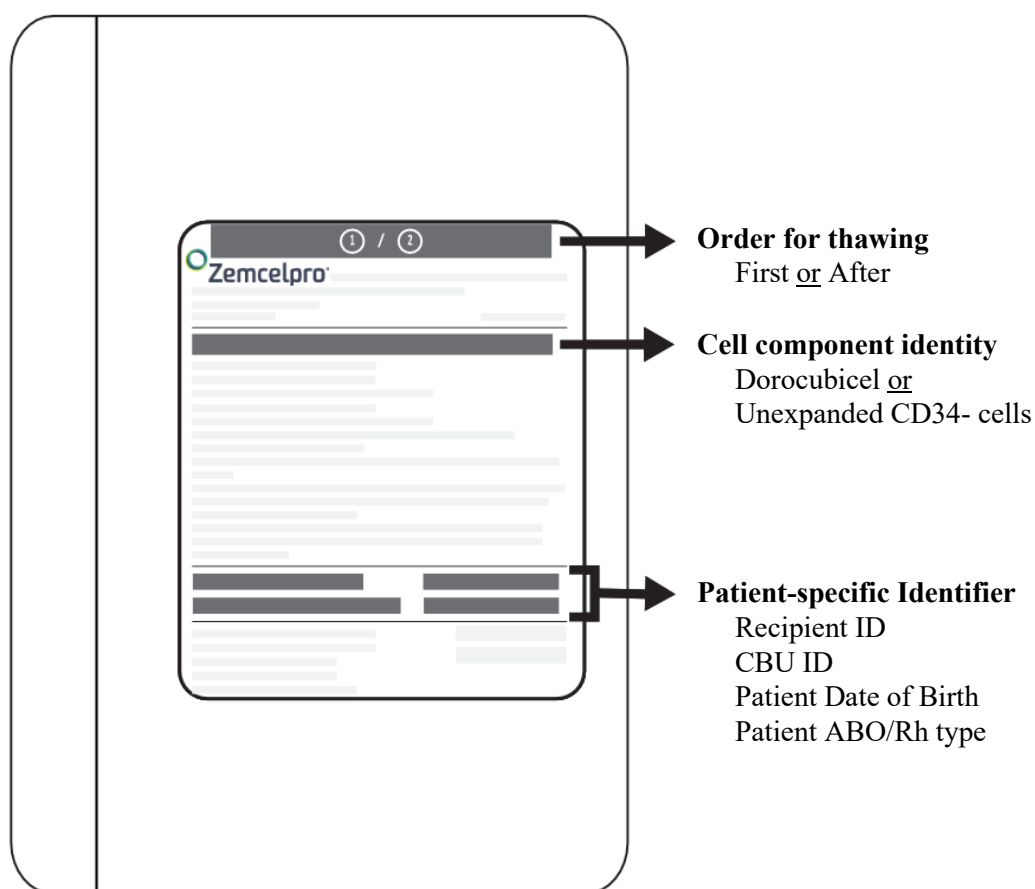 ① / ②
Order for thawing
First or After
Zemcelpro
Cell component identity
Dorocubicel or
Unexpanded CD34- cells
Patient-specific Identifier
Recipient ID
CBU ID
Patient Date of Birth
Patient ABO/Rh type